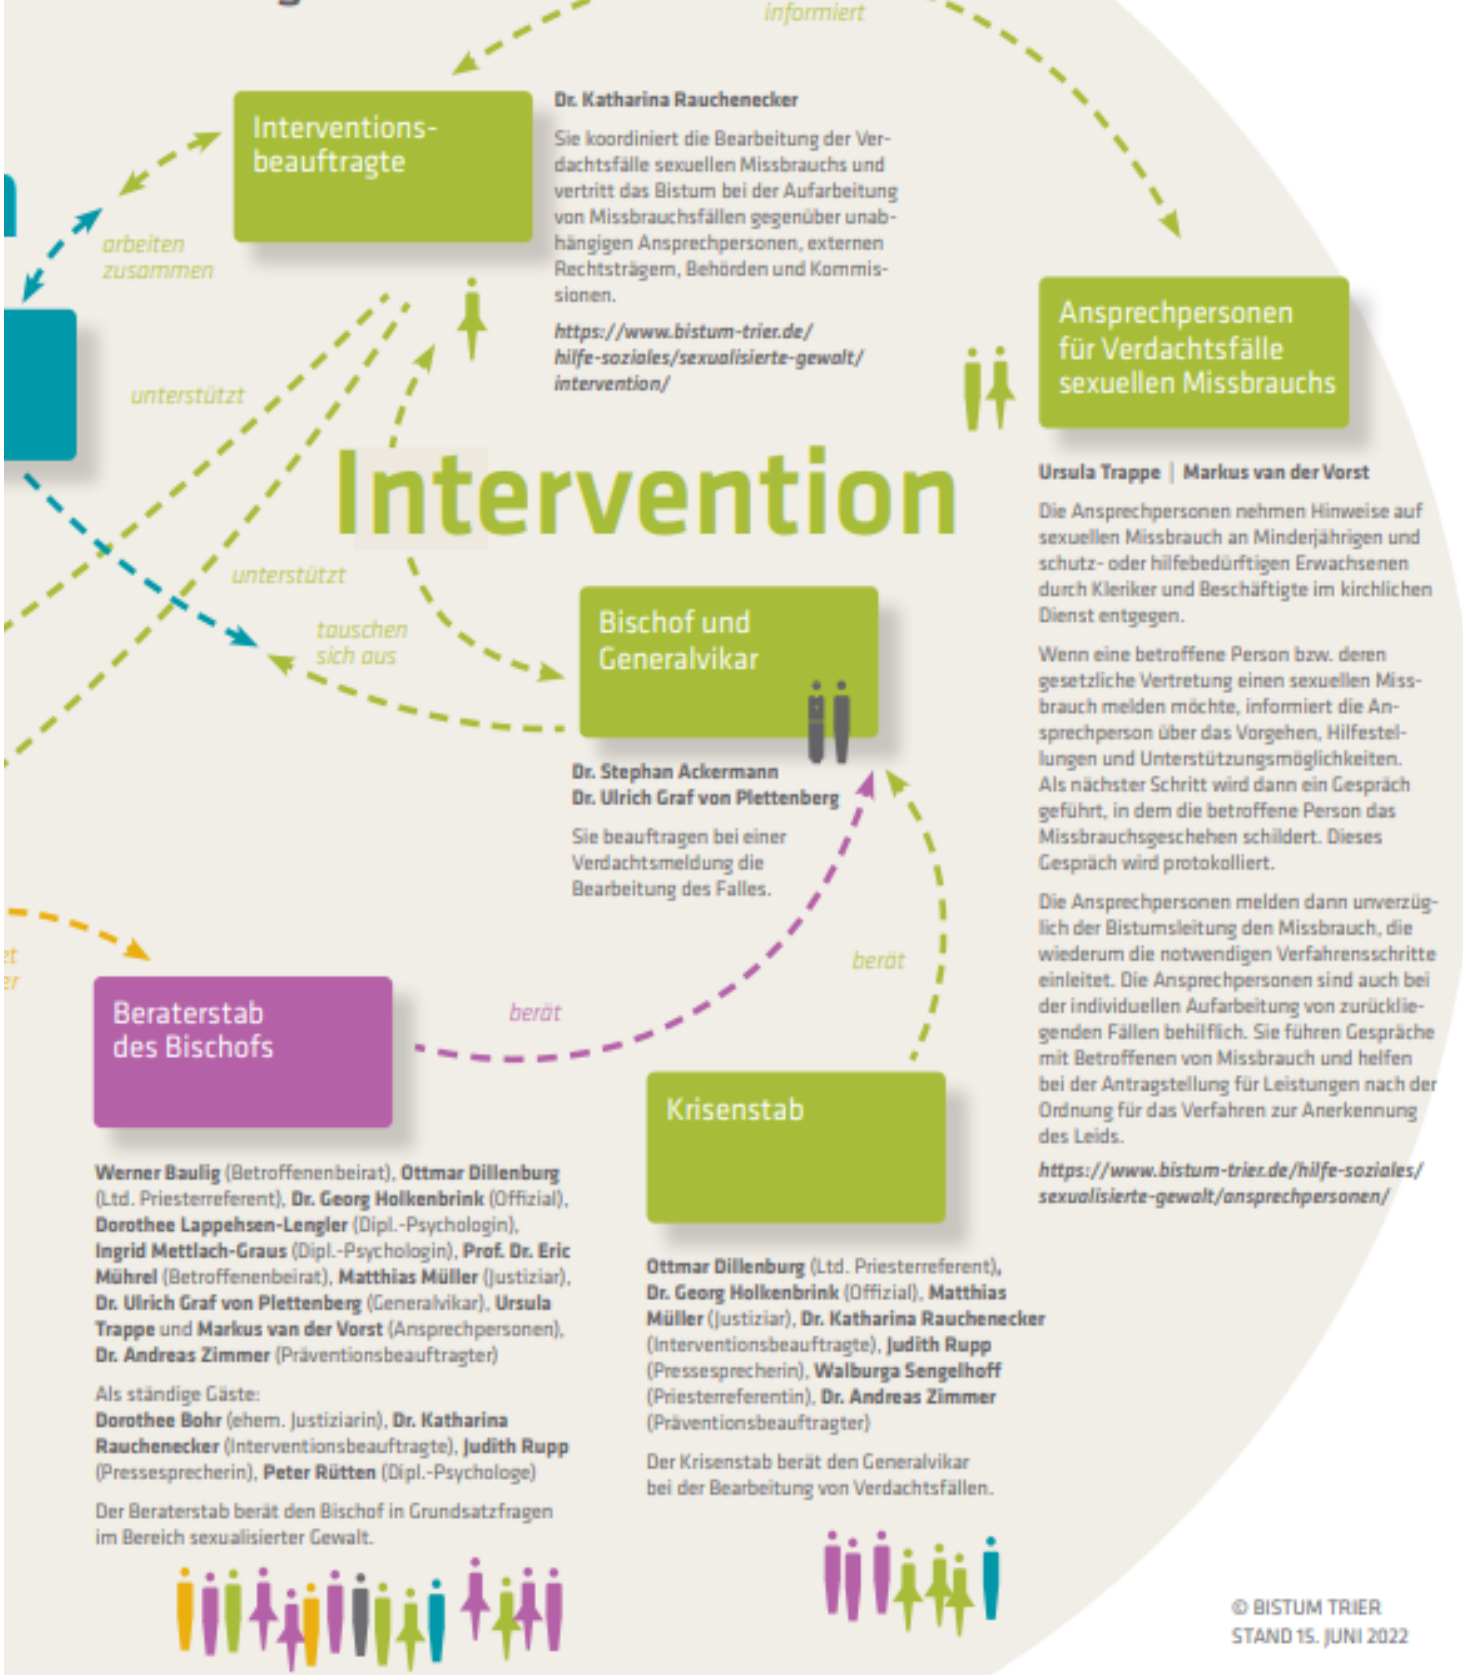 informiert
Interventions-
beauftragte
Dr. Katharina Rauchenecker
Sie koordiniert die Bearbeitung der Ver-
dachtsfälle sexuellen Missbrauchs und
vertritt das Bistum bei der Aufarbeitung
von Missbrauchsfällen gegenüber unab-
hängigen Ansprechpersonen, externen
Rechtsträgern, Behörden und Kommis-
sionen.
https://www.bistum-trier.de/
hilfe-soziales/sexualisierte-gewalt/
intervention/
arbeiten
zusammen
unterstützt
Intervention
unterstützt
tauschen
sich aus
Bischof und
Generalvikar
Dr. Stephan Ackermann
Dr. Ulrich Graf von Plettenberg
Sie beauftragen bei einer
Verdachtsmeldung die
Bearbeitung des Falles.
Ansprechpersonen
für Verdachtsfälle
sexuellen Missbrauchs
Ursula Trappe | Markus van der Vorst
Die Ansprechpersonen nehmen Hinweise auf
sexuellen Missbrauch an Minderjährigen und
schutz- oder hilfebedürftigen Erwachsenen
durch Kleriker und Beschäftigte im kirchlichen
Dienst entgegen.
Wenn eine betroffene Person bzw. deren
gesetzliche Vertretung einen sexuellen Miss-
brauch melden möchte, informiert die An-
sprechperson über das Vorgehen, Hilfestel-
lungen und Unterstützungsmöglichkeiten.
Als nächster Schritt wird dann ein Gespräch
geführt, in dem die betroffene Person das
Missbrauchsgeschehen schildert. Dieses
Gespräch wird protokolliert.
Die Ansprechpersonen melden dann unverzüg-
lich der Bistumsleitung den Missbrauch, die
wiederum die notwendigen Verfahrensschritte
einleitet. Die Ansprechpersonen sind auch bei
der individuellen Aufarbeitung von zurücklie-
genden Fällen behilflich. Sie führen Gespräche
mit Betroffenen von Missbrauch und helfen
bei der Antragstellung für Leistungen nach der
Ordnung für das Verfahren zur Anerkennung
des Leids.
https://www.bistum-trier.de/hilfe-soziales/
sexualisierte-gewalt/ansprechpersonen/
berät
berät
Beraterstab
des Bischofs
Werner Baulig (Betroffenenbeirat), Ottmar Dillenburg
(Ltd. Priesterreferent), Dr. Georg Holkenbrink (Offizial),
Dorothee Lappehsen-Lengler (Dipl.-Psychologin),
Ingrid Mettlach-Graus (Dipl.-Psychologin), Prof. Dr. Eric
Mührel (Betroffenenbeirat), Matthias Müller (Justiziar),
Dr. Ulrich Graf von Plettenberg (Generalvikar), Ursula
Trappe und Markus van der Vorst (Ansprechpersonen),
Dr. Andreas Zimmer (Präventionsbeauftragter)
Als ständige Gäste:
Dorothee Bohr (ehem. Justiziarin), Dr. Katharina
Rauchenecker (Interventionsbeauftragte), Judith Rupp
(Pressesprecherin), Peter Rütten (Dipl.-Psychologe)
Der Beraterstab berät den Bischof in Grundsatzfragen
im Bereich sexualisierter Gewalt.
Krisenstab
Ottmar Dillenburg (Ltd. Priesterreferent),
Dr. Georg Holkenbrink (Offizial), Matthias
Müller (Justiziar), Dr. Katharina Rauchenecker
(Interventionsbeauftragte), Judith Rupp
(Pressesprecherin), Walburga Sengelhoff
(Priesterreferentin), Dr. Andreas Zimmer
(Präventionsbeauftragter)
Der Krisenstab berät den Generalvikar
bei der Bearbeitung von Verdachtsfällen.
© BISTUM TRIER
STAND 15. JUNI 2022